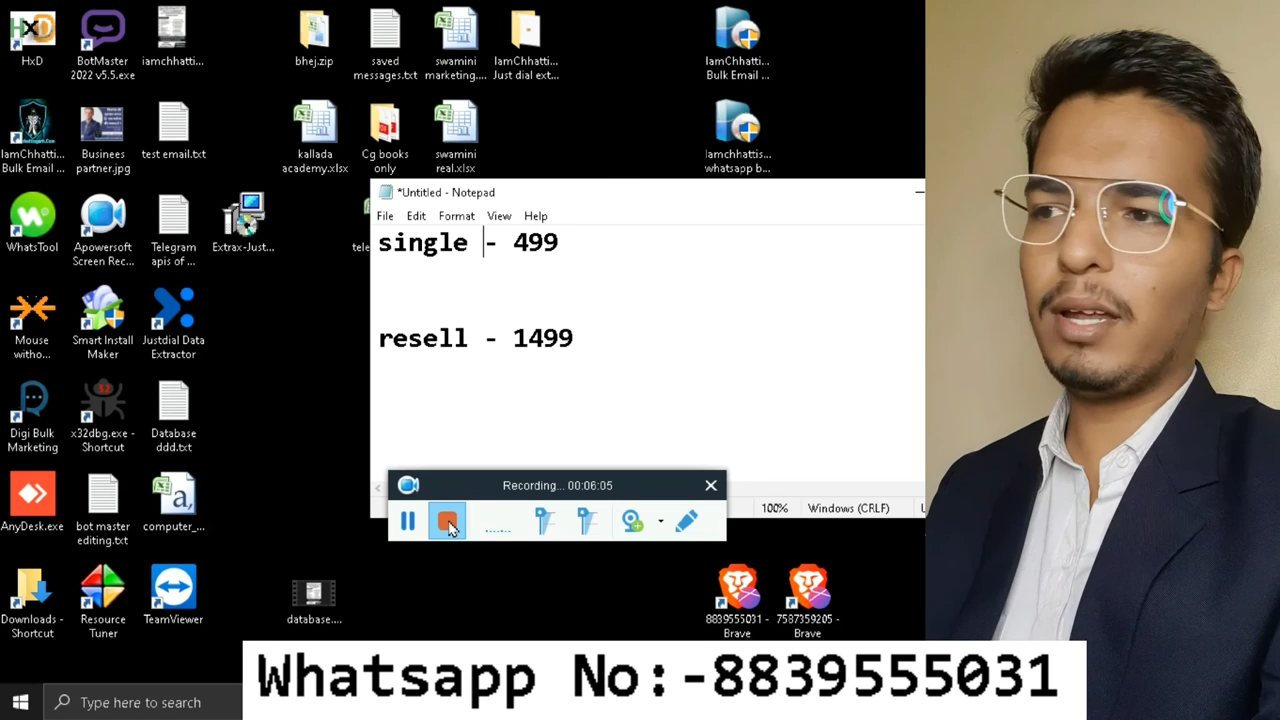 HxD
BotMaster
2022 v5.5.exe
iamchhatti...
bhej.zip
saved
messages.txt
swamini
marketing....
IamChhatti...
Just dial ext...
IamChhatti...
Bulk Email ...
IamChhatti...
Bulk Email ...
Businees
partner.jpg
test email.txt
kallada
academy.xlsx
Cg books
only
swamini
real.xlsx
Iamchhattis...
whatsapp b...
WhatsTool
Apowersoft
Screen Rec...
Telegram
apis of ...
Extrax-Just...
tele
*Untitled - Notepad
File Edit Format View Help
single - 499
resell - 1499
100% Windows (CRLF)
Mouse
witho...
Smart Install
Maker
Justdial Data
Extractor
Digi Bulk
Marketing
x32dbg.exe -
Shortcut
Database
ddd.txt
Recording... 00:06:05
AnyDesk.exe
bot master
editing.txt
computer_...
Downloads -
Shortcut
Resource
Tuner
TeamViewer
database....
8839555031 -
Brave
7587359205 -
Brave
Whatsapp No:-8839555031
Type here to search